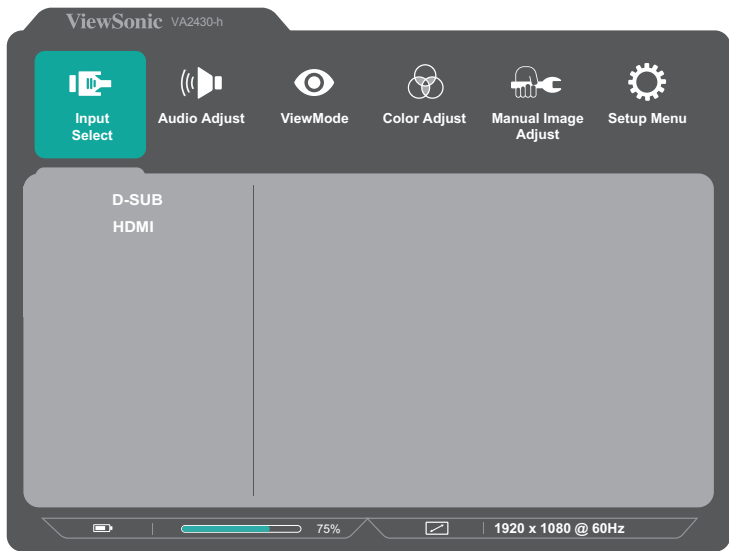 ViewSonic VA2430-h
Input
Select
Audio Adjust
ViewMode
Color Adjust
Manual Image
Adjust
Setup Menu
D-SUB
HDMI
75%
1920 x 1080 @ 60Hz